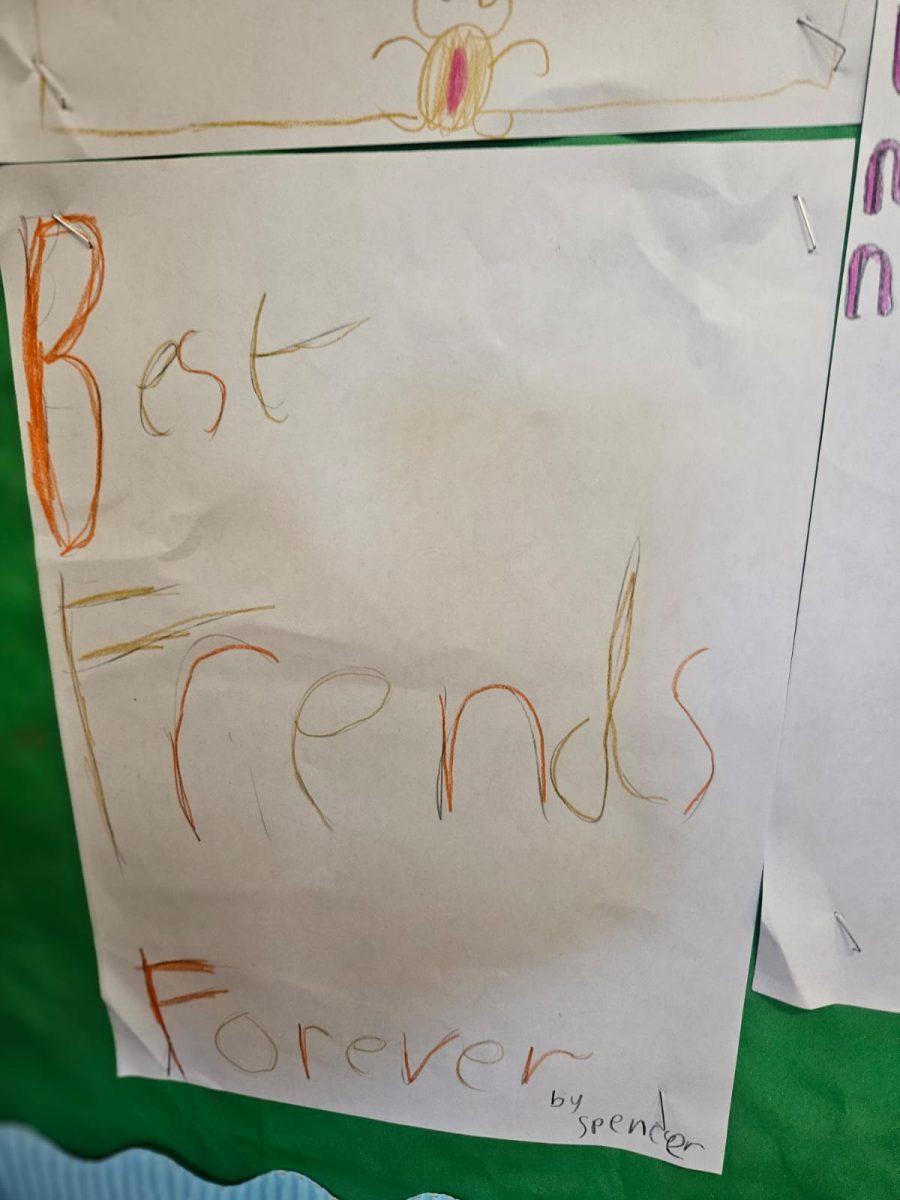 Best
Frends
Forever
by
spencer
n
n